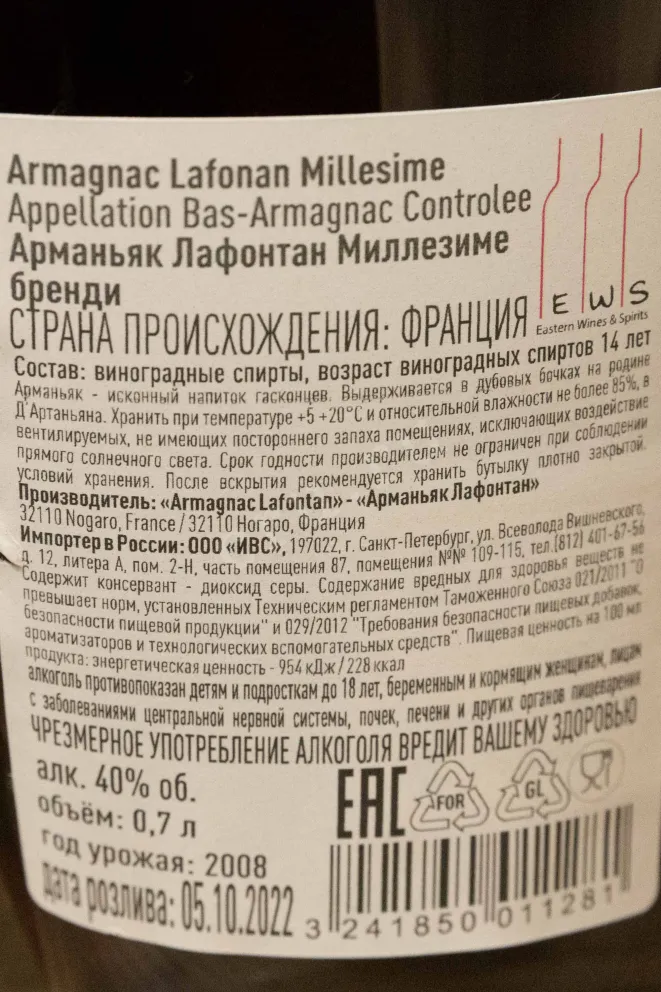 Armagnac Lafonan Millesime
Appellation Bas-Armagnac Controlee
Арманьяк Лафонтан Миллезиме
бренди
СТРАНА ПРОИСХОЖДЕНИЯ: ФРАНЦИЯ
EWS
Eastern Wines & Spirits
Состав: виноградные спирты, возраст виноградных спиртов 14 лет
Арманьяк - исконный напиток гасконцев. Выдерживается в дубовых бочках на родине
Д'Артаньяна. Хранить при температуре +5 +20°С и относительной влажности не более 85%, в
вентилируемых, не имеющих постороннего запаха помещениях, исключающих воздействие
прямого солнечного света. Срок годности производителем не ограничен при соблюдении
условий хранения. После вскрытия рекомендуется хранить бутылку плотно закрытой.
Производитель: «Armagnac Lafontan» - «Арманьяк Лафонтан»
32110 Nogaro, France / 32110 Ногаро, Франция
Импортер в России: ООО «ИВС», 197022, г. Санкт-Петербург, ул. Всеволода Вишневского,
д. 12, литера А, пом. 2-Н, часть помещения 87, помещения №№ 109-115, тел.(812) 401-67-56
Содержит консервант - диоксид серы. Содержание вредных для здоровья веществ не
превышает норм, установленных Техническим регламентом Таможенного Союза 021/2011 "О
безопасности пищевой продукции" и 029/2012 "Требования безопасности пищевых добавок,
ароматизаторов и технологических вспомогательных средств". Пищевая ценность на 100 мл
продукта: энергетическая ценность - 954 кДж / 228 ккал
алкоголь противопоказан детям и подросткам до 18 лет, беременным и кормящим женщинам, лицам
с заболеваниями центральной нервной системы, почек, печени и других органов пищеварения
ЧРЕЗМЕРНОЕ УПОТРЕБЛЕНИЕ АЛКОГОЛЯ ВРЕДИТ ВАШЕМУ ЗДОРОВЬЮ
алк. 40% об.
объём: 0,7 л
год урожая: 2008
дата розлива: 05.10.2022
EAC
FOR
GL
3 241850 011281